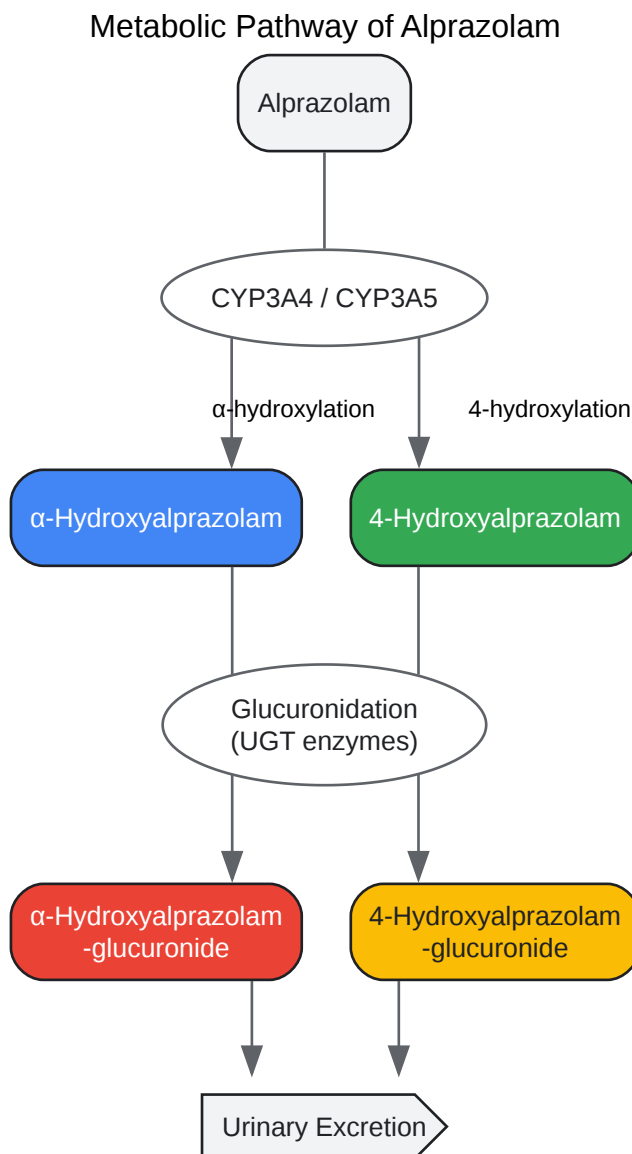 Metabolic Pathway of Alprazolam
Alprazolam
CYP3A4 / CYP3A5
α-hydroxylation
4-hydroxylation
α-Hydroxyalprazolam
4-Hydroxyalprazolam
Glucuronidation
(UGT enzymes)
α-Hydroxyalprazolam
-glucuronide
4-Hydroxyalprazolam
-glucuronide
Urinary Excretion